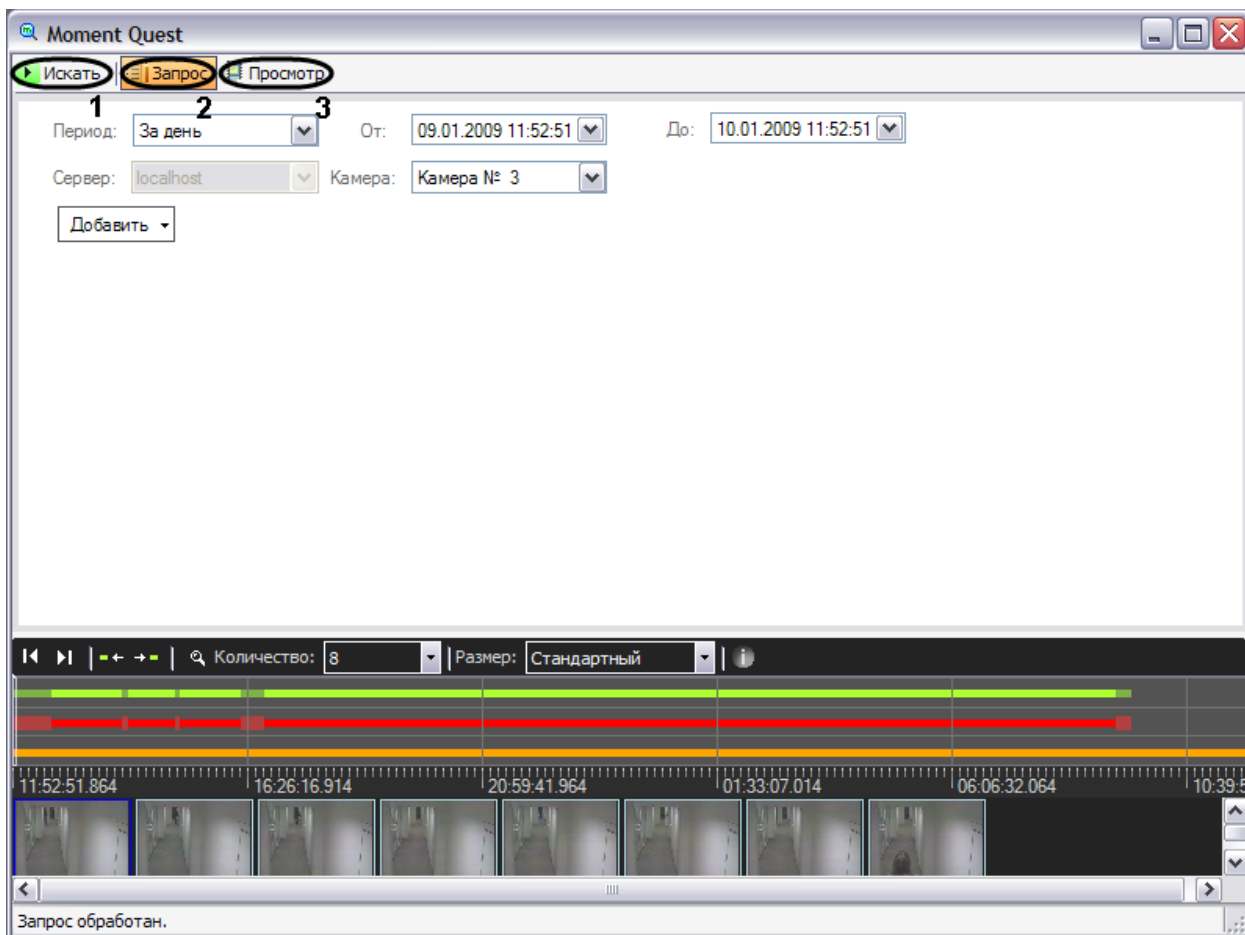 Moment Quest
Искать Запрос Просмотр
1 2 3
Период: За день От: 09.01.2009 11:52:51 До: 10.01.2009 11:52:51
Сервер: localhost Камера: Камера № 3
Добавить
Количество: 8 Размер: Стандартный i
11:52:51.864 16:26:16.914 20:59:41.964 01:33:07.014 06:06:32.064 10:39:5
Запрос обработан.